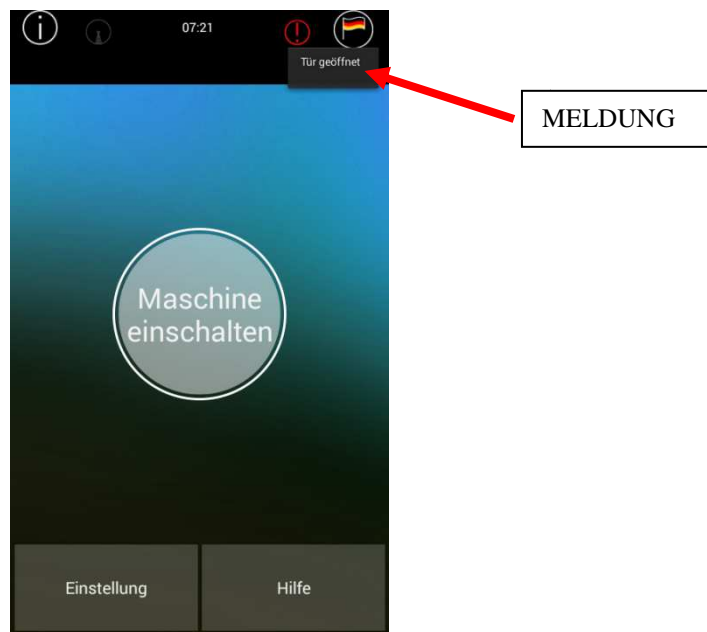 07:21
Tür geöffnet
MELDUNG
Maschine
einschalten
Einstellung
Hilfe